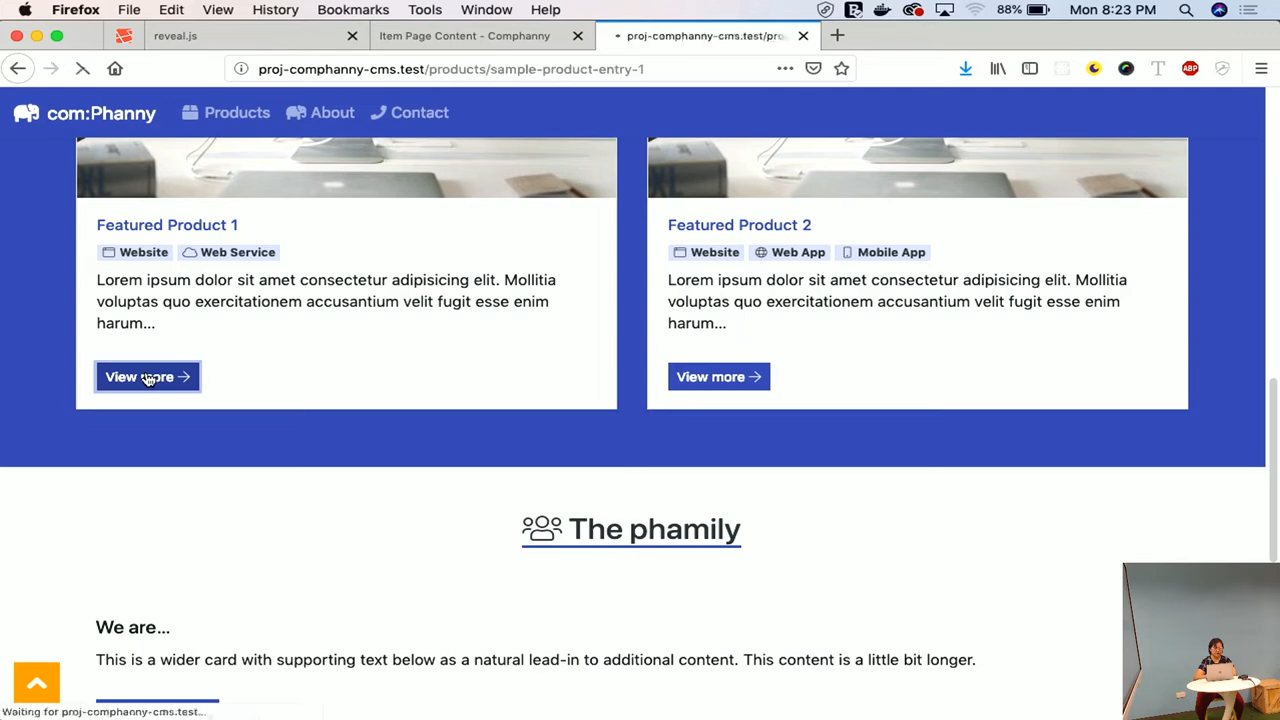 Firefox File Edit View History Bookmarks Tools Window Help 88% Mon 8:23 PM
reveal.js Item Page Content - Comphanny proj-comphanny-cms.test/pro
proj-comphanny-cms.test/products/sample-product-entry-1 T ABP
com:Phanny Products About Contact
XL
Featured Product 1
Website Web Service
Lorem ipsum dolor sit amet consectetur adipisicing elit. Mollitia
voluptas quo exercitationem accusantium velit fugit esse enim
harum...
View more
Featured Product 2
Website Web App Mobile App
Lorem ipsum dolor sit amet consectetur adipisicing elit. Mollitia
voluptas quo exercitationem accusantium velit fugit esse enim
harum...
View more
The phamily
We are...
This is a wider card with supporting text below as a natural lead-in to additional content. This content is a little bit longer.
Waiting for proj-comphanny-cms.test...